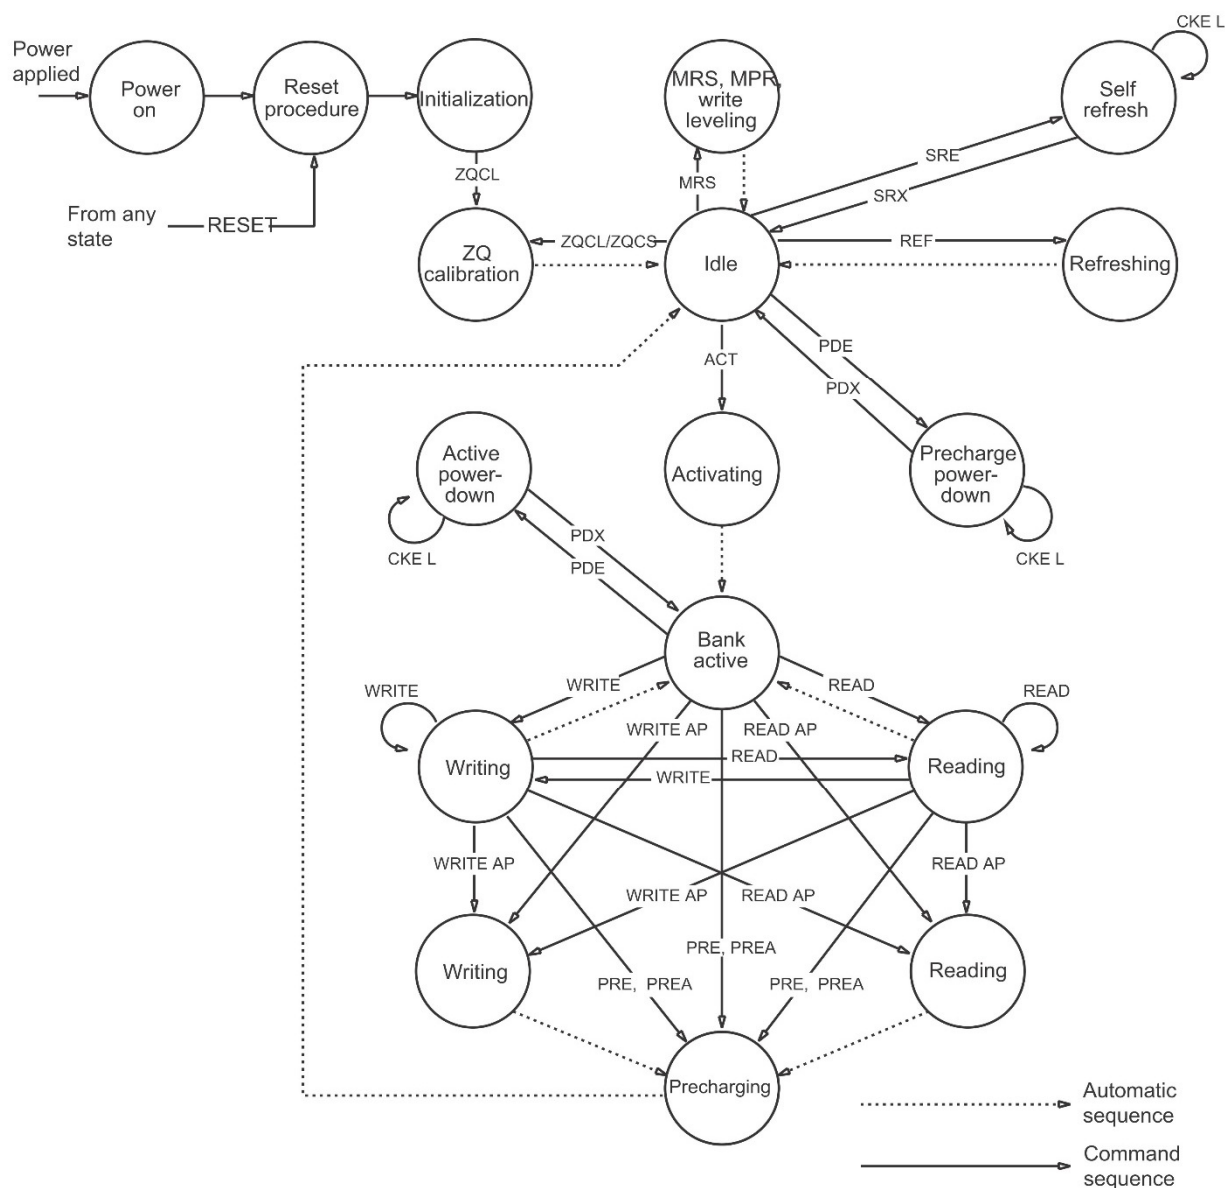 Power
applied
Power
on
Reset
procedure
Initialization
MRS, MPR,
write
leveling
Self
refresh
CKE L
ZQCL
MRS
SRE
SRX
From any
state
RESET
ZQ
calibration
ZQCL/ZQCS
Idle
REF
Refreshing
ACT
PDE
PDX
Active
power-
down
Activating
Precharge
power-
down
PDX
PDE
CKE L
CKE L
Bank
active
WRITE
WRITE
READ
READ
WRITE AP
READ AP
Writing
READ
WRITE
Reading
WRITE AP
READ AP
WRITE AP
READ AP
Writing
PRE, PREA
Reading
PRE, PREA
PRE, PREA
Precharging
Automatic
sequence
Command
sequence